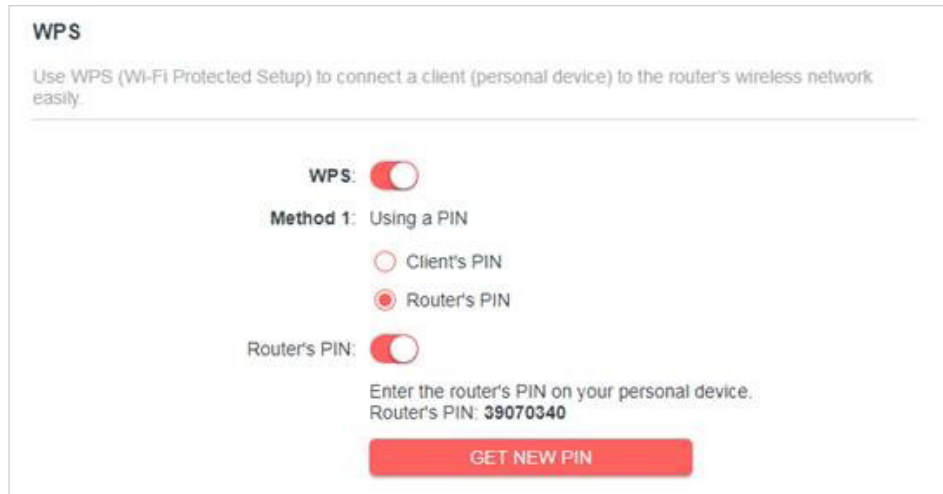 WPS
Use WPS (Wi-Fi Protected Setup) to connect a client (personal device) to the router's wireless network
easily.
WPS:
Method 1: Using a PIN
Client's PIN
Router's PIN
Router's PIN:
Enter the router's PIN on your personal device.
Router's PIN: 39070340
GET NEW PIN